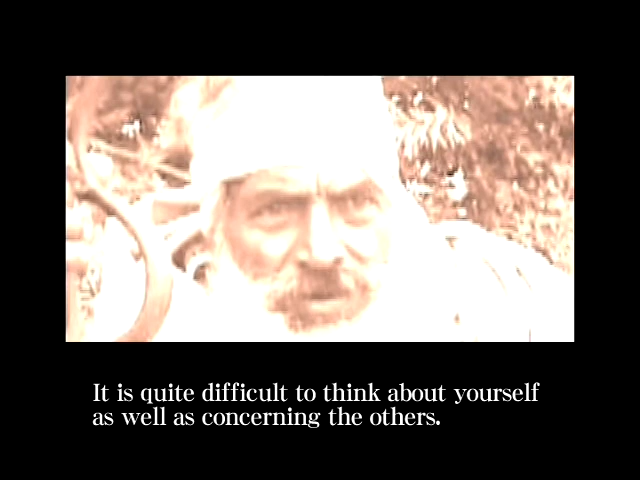 It is quite difficult to think about yourself
as well as concerning the others.